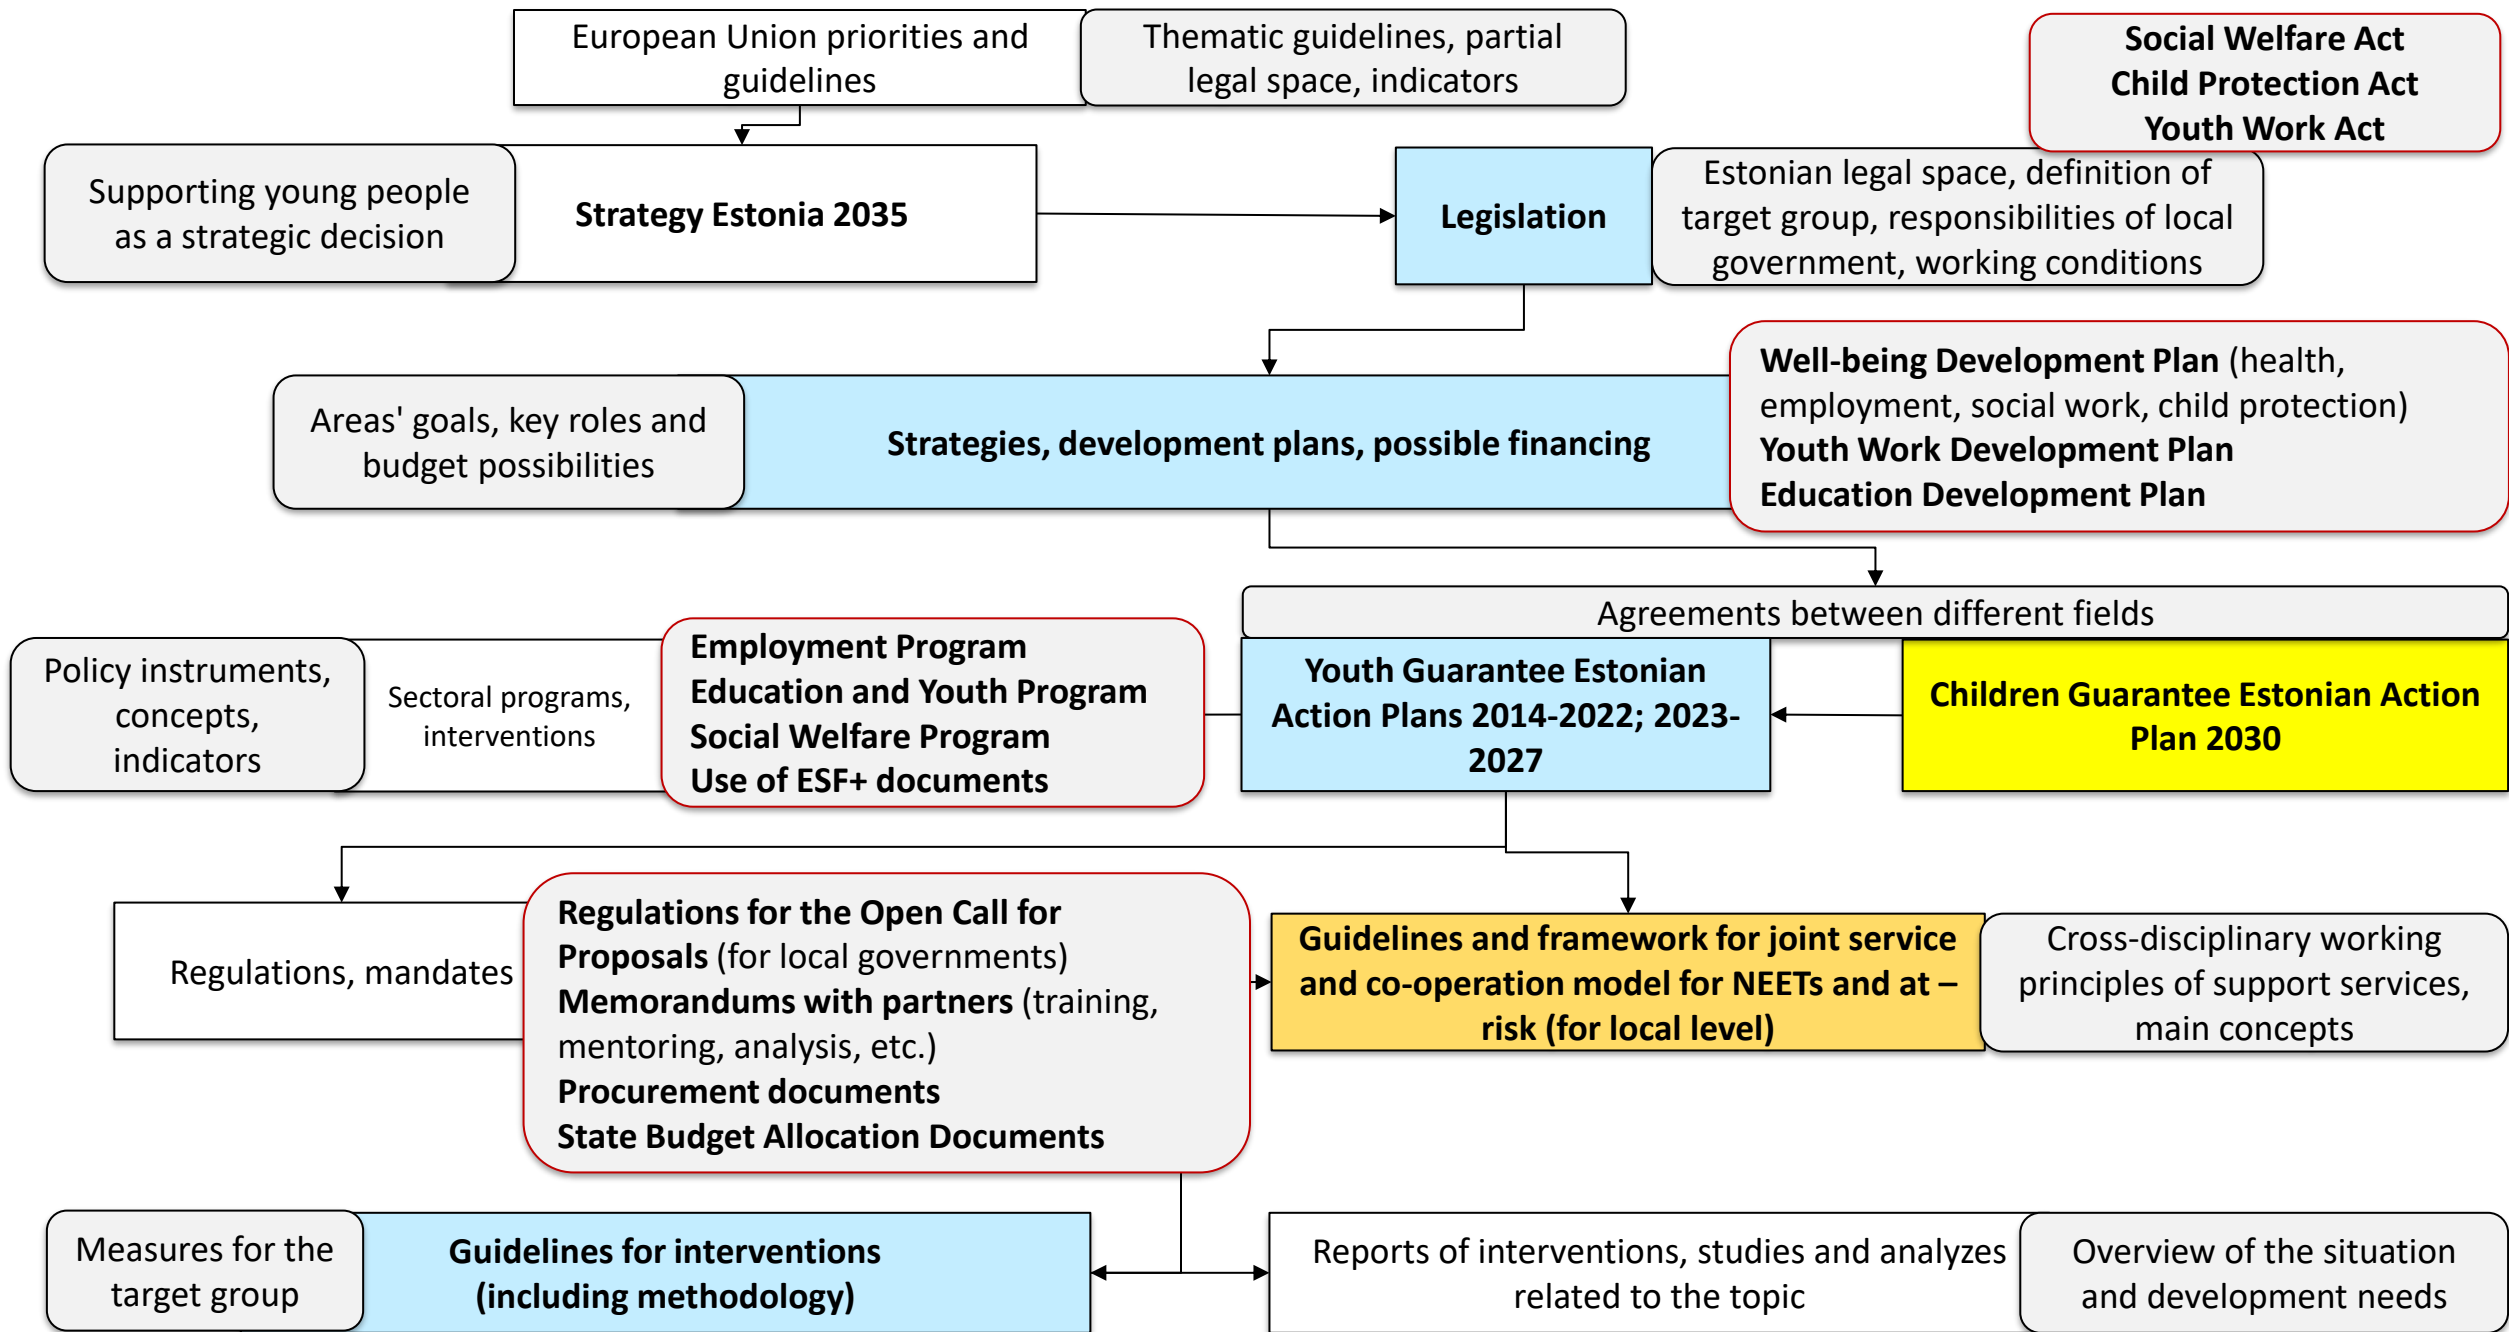 European Union priorities and
guidelines
Thematic guidelines, partial
legal space, indicators
Social Welfare Act
Child Protection Act
Youth Work Act
Supporting young people
as a strategic decision
Strategy Estonia 2035
Legislation
Estonian legal space, definition of
target group, responsibilities of local
government, working conditions
Areas' goals, key roles and
budget possibilities
Strategies, development plans, possible financing
Well-being Development Plan (health,
employment, social work, child protection)
Youth Work Development Plan
Education Development Plan
Agreements between different fields
Policy instruments,
concepts,
indicators
Sectoral programs,
interventions
Employment Program
Education and Youth Program
Social Welfare Program
Use of ESF+ documents
Youth Guarantee Estonian
Action Plans 2014-2022; 2023-
2027
Children Guarantee Estonian Action
Plan 2030
Regulations, mandates
Regulations for the Open Call for
Proposals (for local governments)
Memorandums with partners (training,
mentoring, analysis, etc.)
Procurement documents
State Budget Allocation Documents
Guidelines and framework for joint service
and co-operation model for NEETs and at –
risk (for local level)
Cross-disciplinary working
principles of support services,
main concepts
Measures for the
target group
Guidelines for interventions
(including methodology)
Reports of interventions, studies and analyzes
related to the topic
Overview of the situation
and development needs